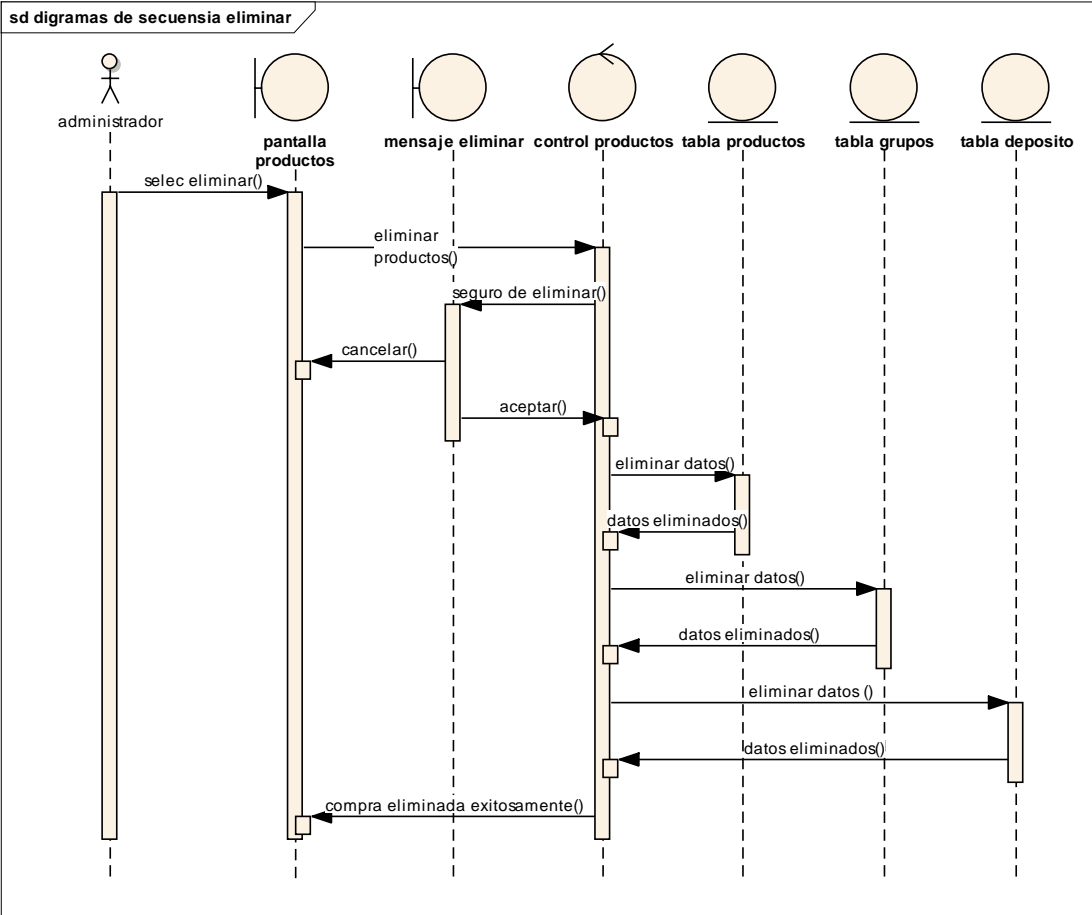 sd digramas de secuensia eliminar
administrador
pantalla
productos
mensaje eliminar
control productos
tabla productos
tabla grupos
tabla deposito
selec eliminar()
eliminar
productos()
seguro de eliminar()
cancelar()
aceptar()
eliminar datos()
datos eliminados()
eliminar datos()
datos eliminados()
eliminar datos ()
datos eliminados()
compra eliminada exitosamente()